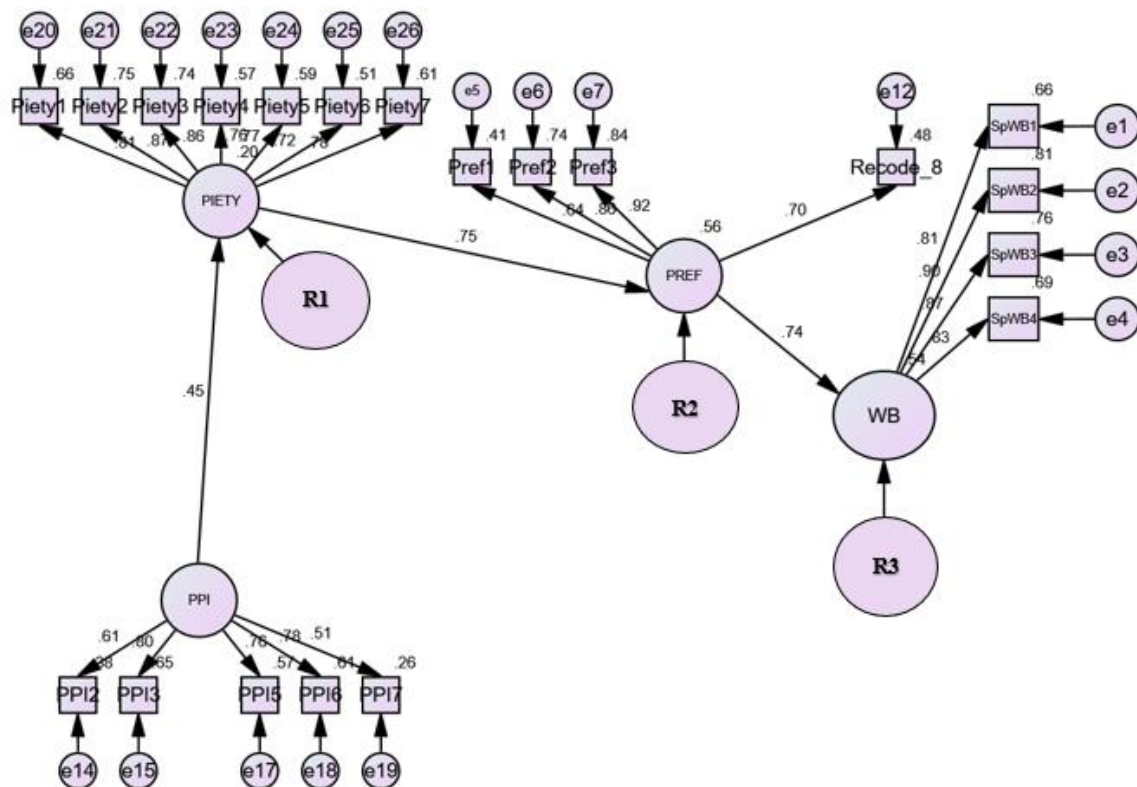 e20 e21 e22 e23 e24 e25 e26
.66 .75 .74 .57 .59 .51 .61
Piety1 Piety2 Piety3 Piety4 Piety5 Piety6 Piety7
.81 .87 .86 .76 .77 .72 .78
.20
PIETY
R1
.75
.45
e5 e6 e7
.41 .74 .84
Pref1 Pref2 Pref3
.64 .86 .92
.56
PREF
e12
.48
Recode_8
.70
R2
.74
.66
SpWB1 e1
.81
SpWB2 e2
.76
SpWB3 e3
.69
SpWB4 e4
.81
.90
.87
.83
.54
WB
R3
PPI
.61 .80 .76 .78 .51
.38 .65 .57 .61 .26
PPI2 PPI3 PPI5 PPI6 PPI7
e14 e15 e17 e18 e19